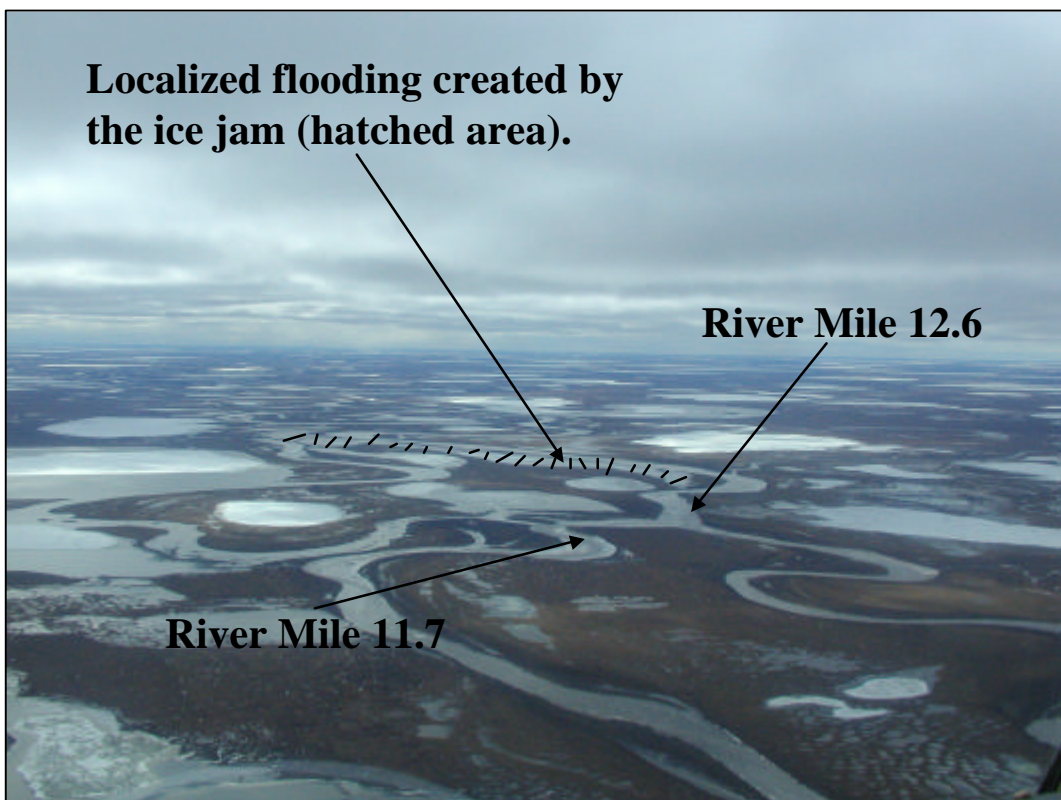 Localized flooding created by
the ice jam (hatched area).
River Mile 12.6
River Mile 11.7